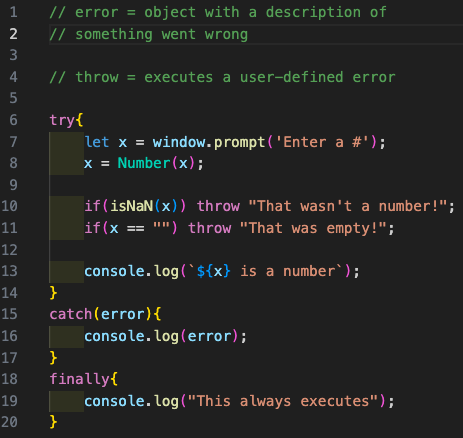 1 // error = object with a description of
2 // something went wrong
3
4 // throw = executes a user-defined error
5
6 try{
7     let x = window.prompt('Enter a #');
8     x = Number(x);
9
10     if(isNaN(x)) throw "That wasn't a number!";
11     if(x == "") throw "That was empty!";
12
13     console.log(`${x} is a number`);
14 }
15 catch(error){
16     console.log(error);
17 }
18 finally{
19     console.log("This always executes");
20 }